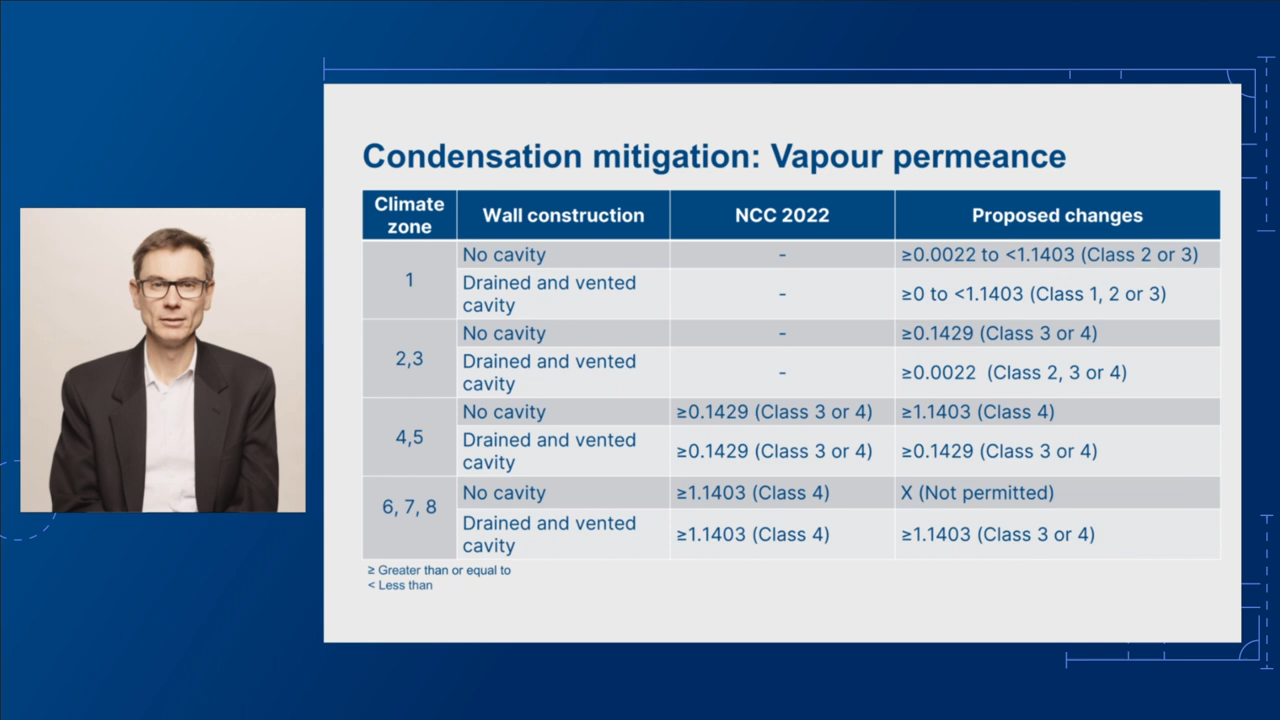 Condensation mitigation: Vapour permeance
Climate zone | Wall construction | NCC 2022 | Proposed changes
1 | No cavity | - | ≥0.0022 to <1.1403 (Class 2 or 3)
Drained and vented cavity | - | ≥0 to <1.1403 (Class 1, 2 or 3)
2,3 | No cavity | - | ≥0.1429 (Class 3 or 4)
Drained and vented cavity | - | ≥0.0022 (Class 2, 3 or 4)
4,5 | No cavity | ≥0.1429 (Class 3 or 4) | ≥1.1403 (Class 4)
Drained and vented cavity | ≥0.1429 (Class 3 or 4) | ≥0.1429 (Class 3 or 4)
6, 7, 8 | No cavity | ≥1.1403 (Class 4) | X (Not permitted)
Drained and vented cavity | ≥1.1403 (Class 4) | ≥1.1403 (Class 3 or 4)
≥ Greater than or equal to
< Less than